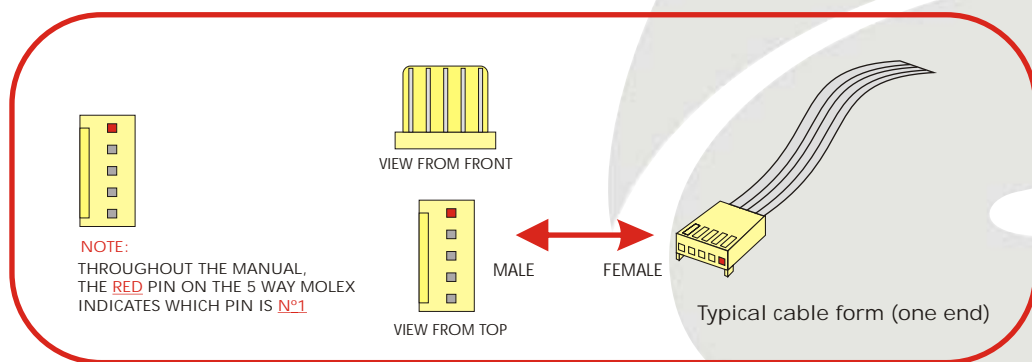 VIEW FROM FRONT
NOTE:
THROUGHOUT THE MANUAL,
THE RED PIN ON THE 5 WAY MOLEX
INDICATES WHICH PIN IS Nº1
MALE
FEMALE
VIEW FROM TOP
Typical cable form (one end)